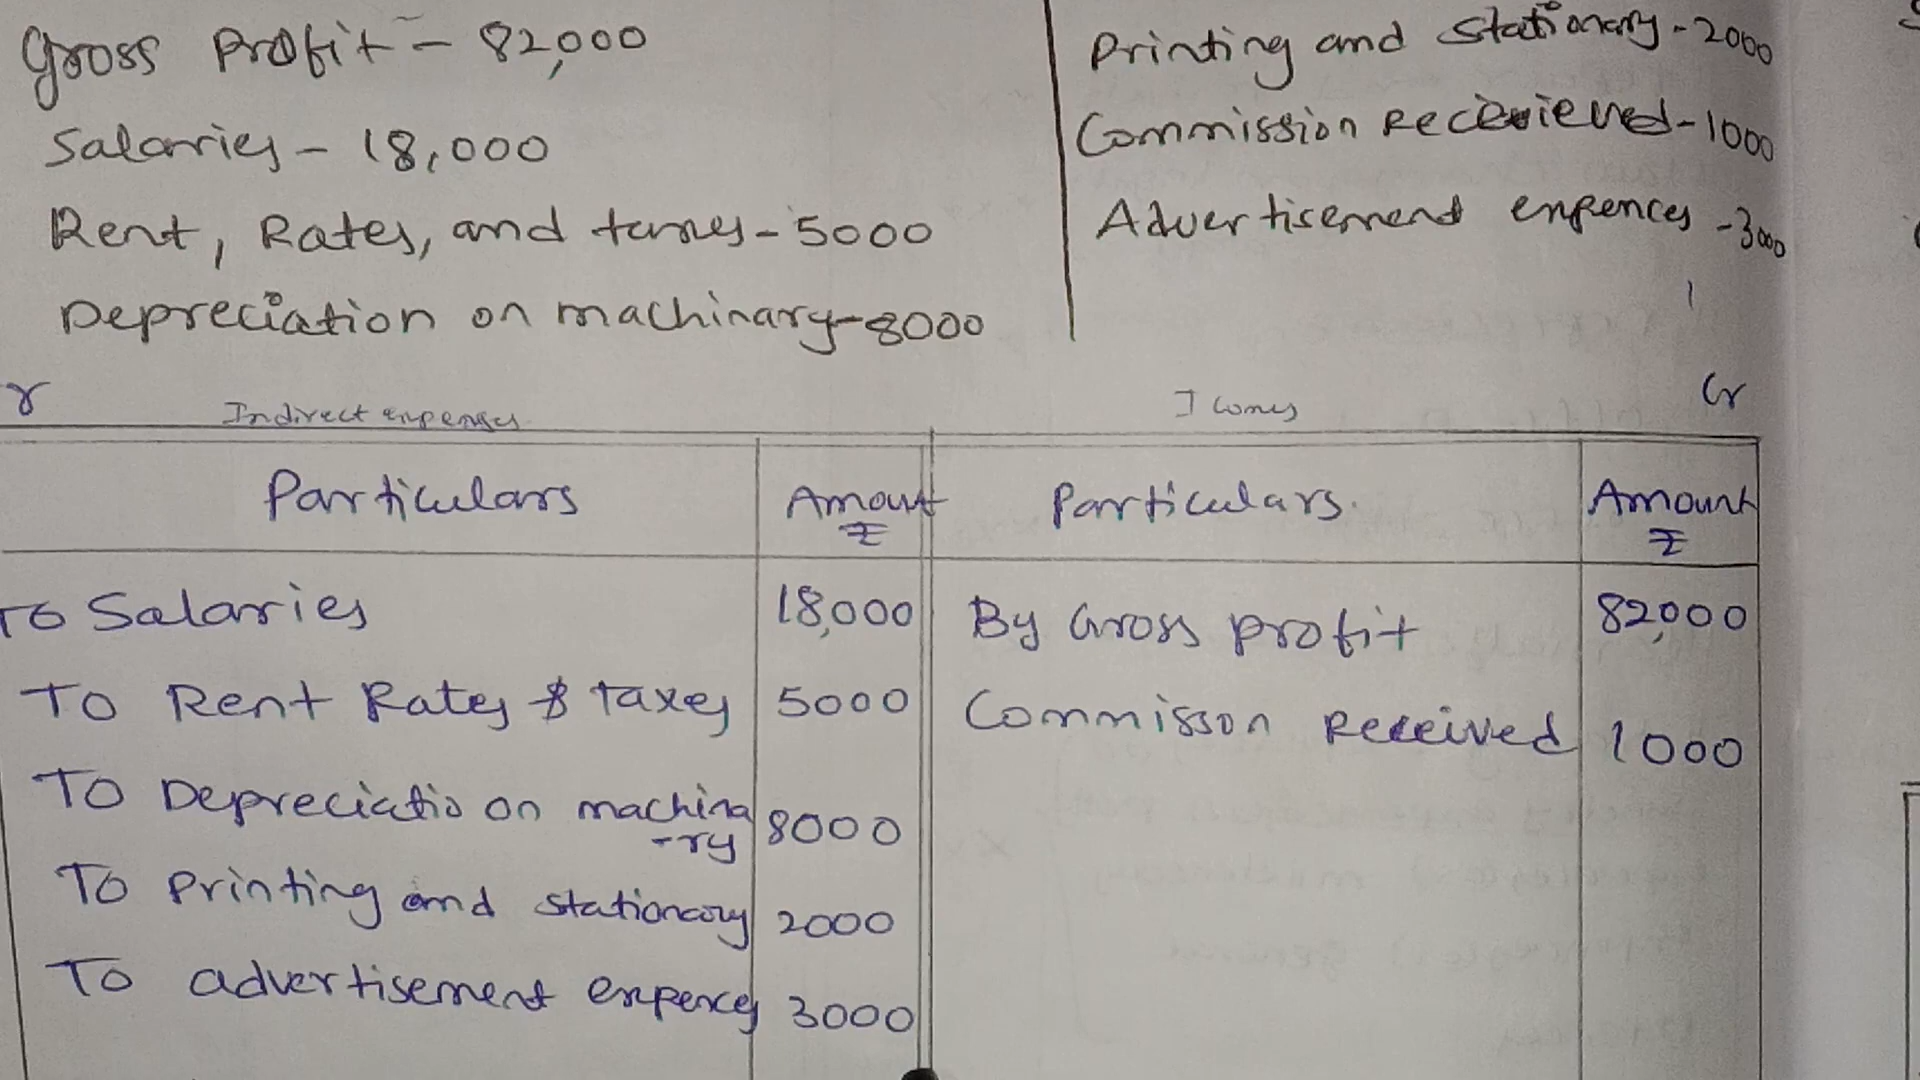 Gross Profit - 82,000
Salarries - 18,000
Rent, Rates, and taxes - 5000
Depreciation on machinary - 8000
Printing and Stationary - 2000
Commission Received - 1000
Advertisement expences - 3000
Indirect expenses
Icomes
Cr
Particulars Amount ₹ Particulars. Amount ₹
To Salaries 18,000 By Gross profit 82,000
To Rent Rates & Taxes 5000 Commisson Received 1000
To Depreciatio on machina
-ry 8000
To Printing and stationary 2000
To advertisement expences 3000